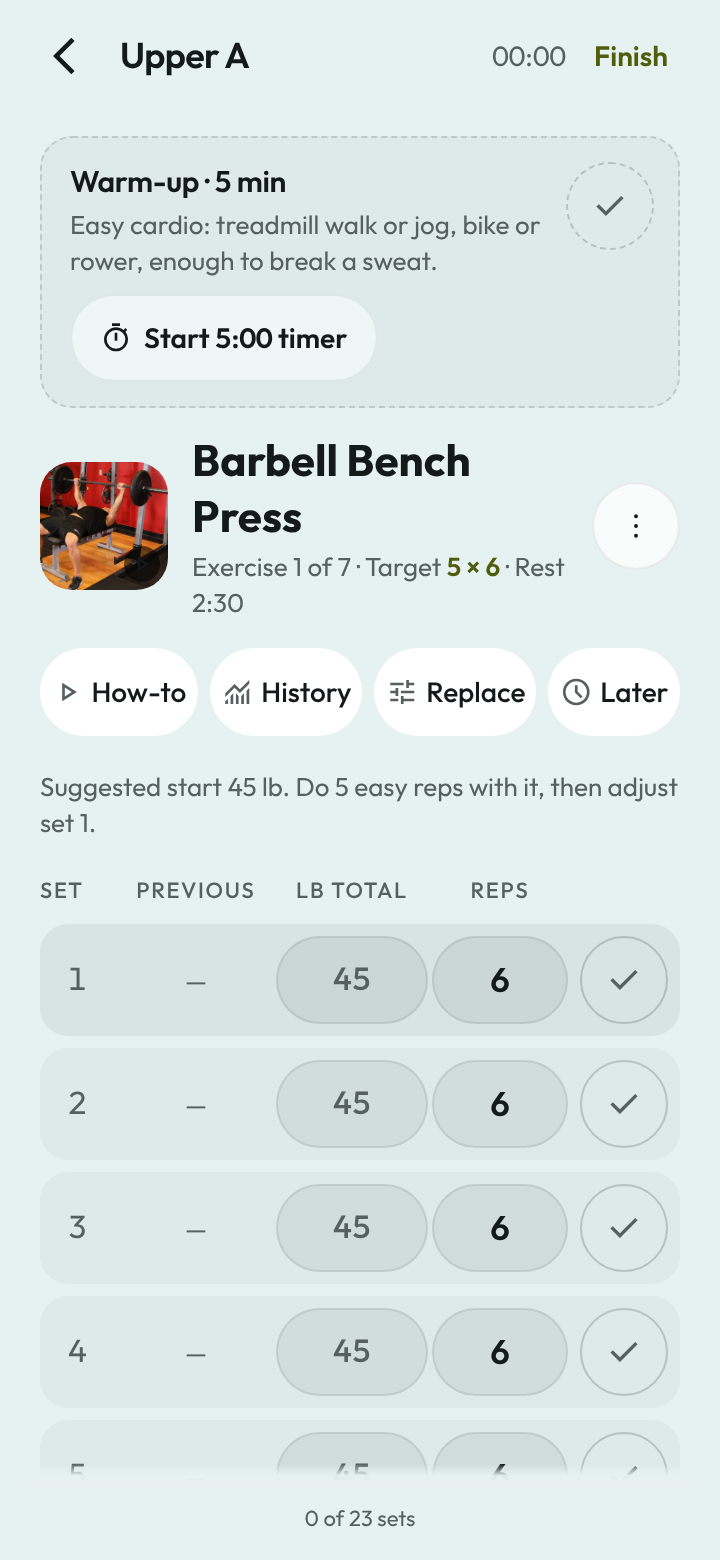 Upper A 00:00 Finish
Warm-up · 5 min
Easy cardio: treadmill walk or jog, bike or
rower, enough to break a sweat.
Start 5:00 timer
Barbell Bench
Press
Exercise 1 of 7 · Target 5 × 6 · Rest
2:30
How-to History Replace Later
Suggested start 45 lb. Do 5 easy reps with it, then adjust
set 1.
SET PREVIOUS LB TOTAL REPS
1 – 45 6
2 – 45 6
3 – 45 6
4 – 45 6
5 – 45 6
0 of 23 sets